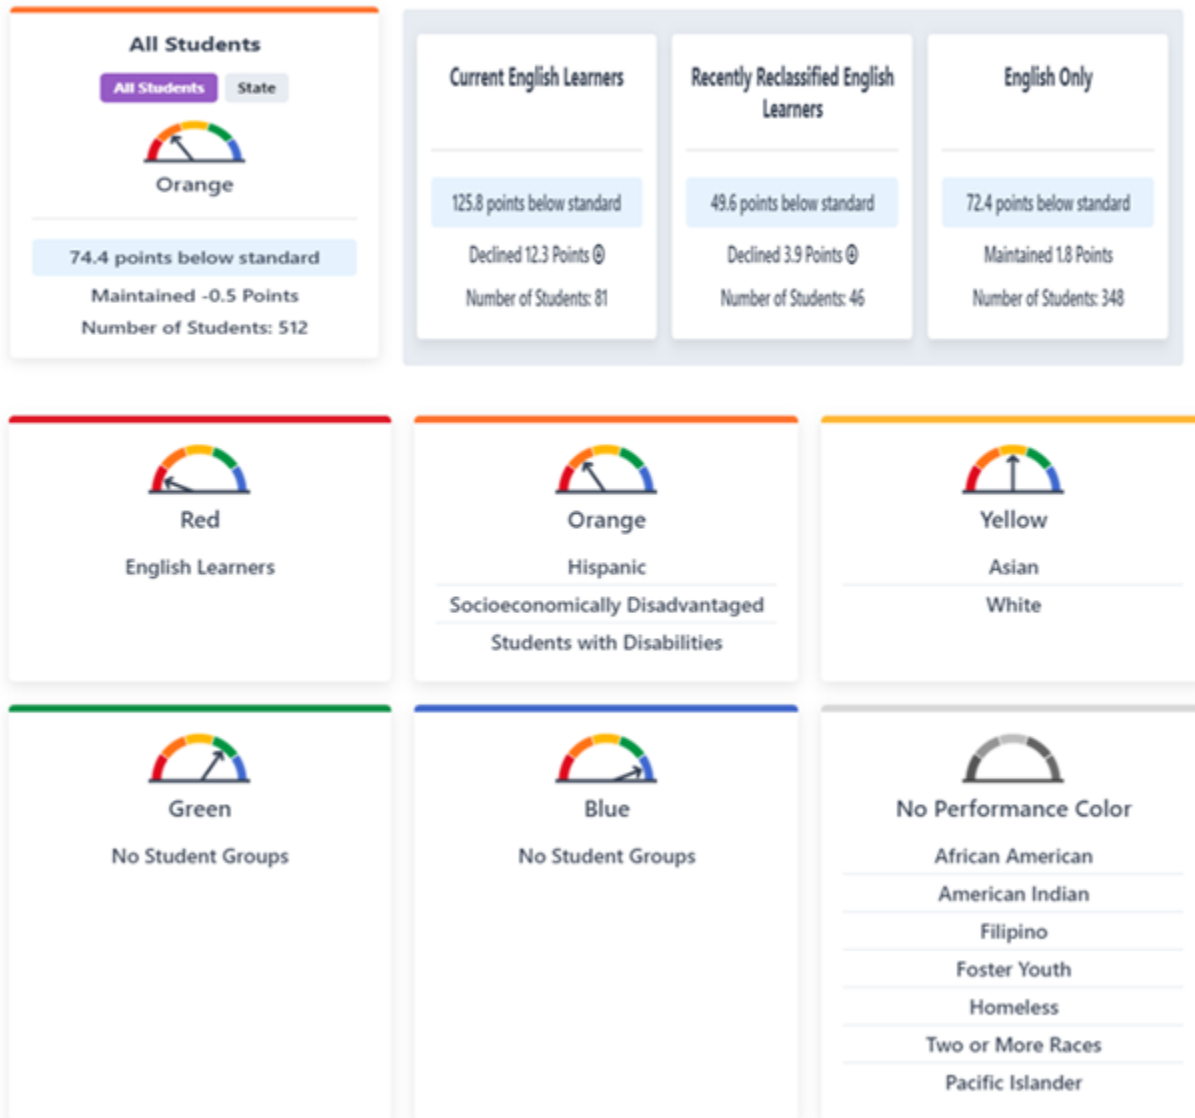 All Students
All Students
State
Orange
74.4 points below standard
Maintained -0.5 Points
Number of Students: 512
Current English Learners
125.8 points below standard
Declined 12.3 Points
Number of Students: 81
Recently Reclassified English
Learners
49.6 points below standard
Declined 3.9 Points
Number of Students: 46
English Only
72.4 points below standard
Maintained 1.8 Points
Number of Students: 348
Red
English Learners
Orange
Hispanic
Socioeconomically Disadvantaged
Students with Disabilities
Yellow
Asian
White
Green
No Student Groups
Blue
No Student Groups
No Performance Color
African American
American Indian
Filipino
Foster Youth
Homeless
Two or More Races
Pacific Islander